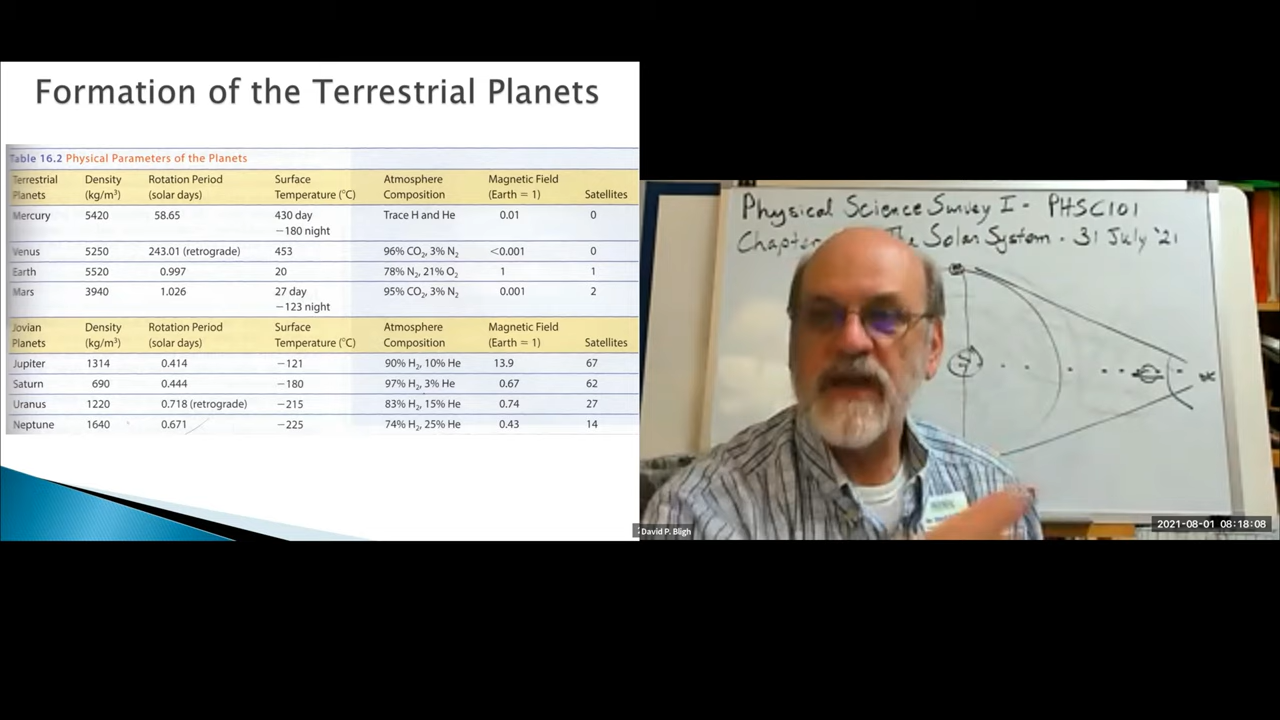 Formation of the Terrestrial Planets
Table 16.2 Physical Parameters of the Planets
Terrestrial Planets Density (kg/m³) Rotation Period (solar days) Surface Temperature (°C) Atmosphere Composition Magnetic Field (Earth = 1) Satellites
Mercury 5420 58.65 430 day Trace H and He 0.01 0
−180 night
Venus 5250 243.01 (retrograde) 453 96% CO₂, 3% N₂ <0.001 0
Earth 5520 0.997 20 78% N₂, 21% O₂ 1 1
Mars 3940 1.026 27 day 95% CO₂, 3% N₂ 0.001 2
−123 night
Jovian Planets Density (kg/m³) Rotation Period (solar days) Surface Temperature (°C) Atmosphere Composition Magnetic Field (Earth = 1) Satellites
Jupiter 1314 0.414 −121 90% H₂, 10% He 13.9 67
Saturn 690 0.444 −180 97% H₂, 3% He 0.67 62
Uranus 1220 0.718 (retrograde) −215 83% H₂, 15% He 0.74 27
Neptune 1640 0.671 −225 74% H₂, 25% He 0.43 14
Physical Science Survey I - PHSC101
The Solar System - 31 July '21
David P. Bligh
2021-08-01 08:18:08